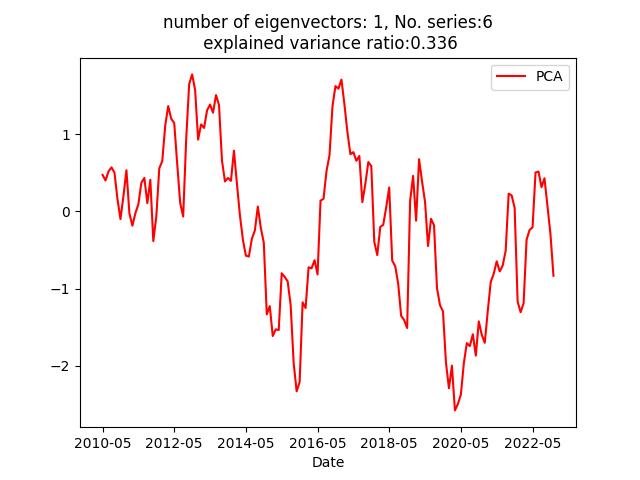 number of eigenvectors: 1, No. series:6
explained variance ratio:0.336
PCA
1
0
−1
−2
2010-05 2012-05 2014-05 2016-05 2018-05 2020-05 2022-05
Date